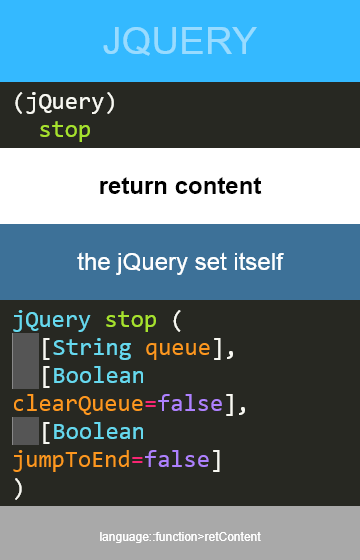 JQUERY
(jQuery)
stop
return content
the jQuery set itself
jQuery stop (
[String queue],
[Boolean
clearQueue=false],
[Boolean
jumpToEnd=false]
)
language::function>retContent